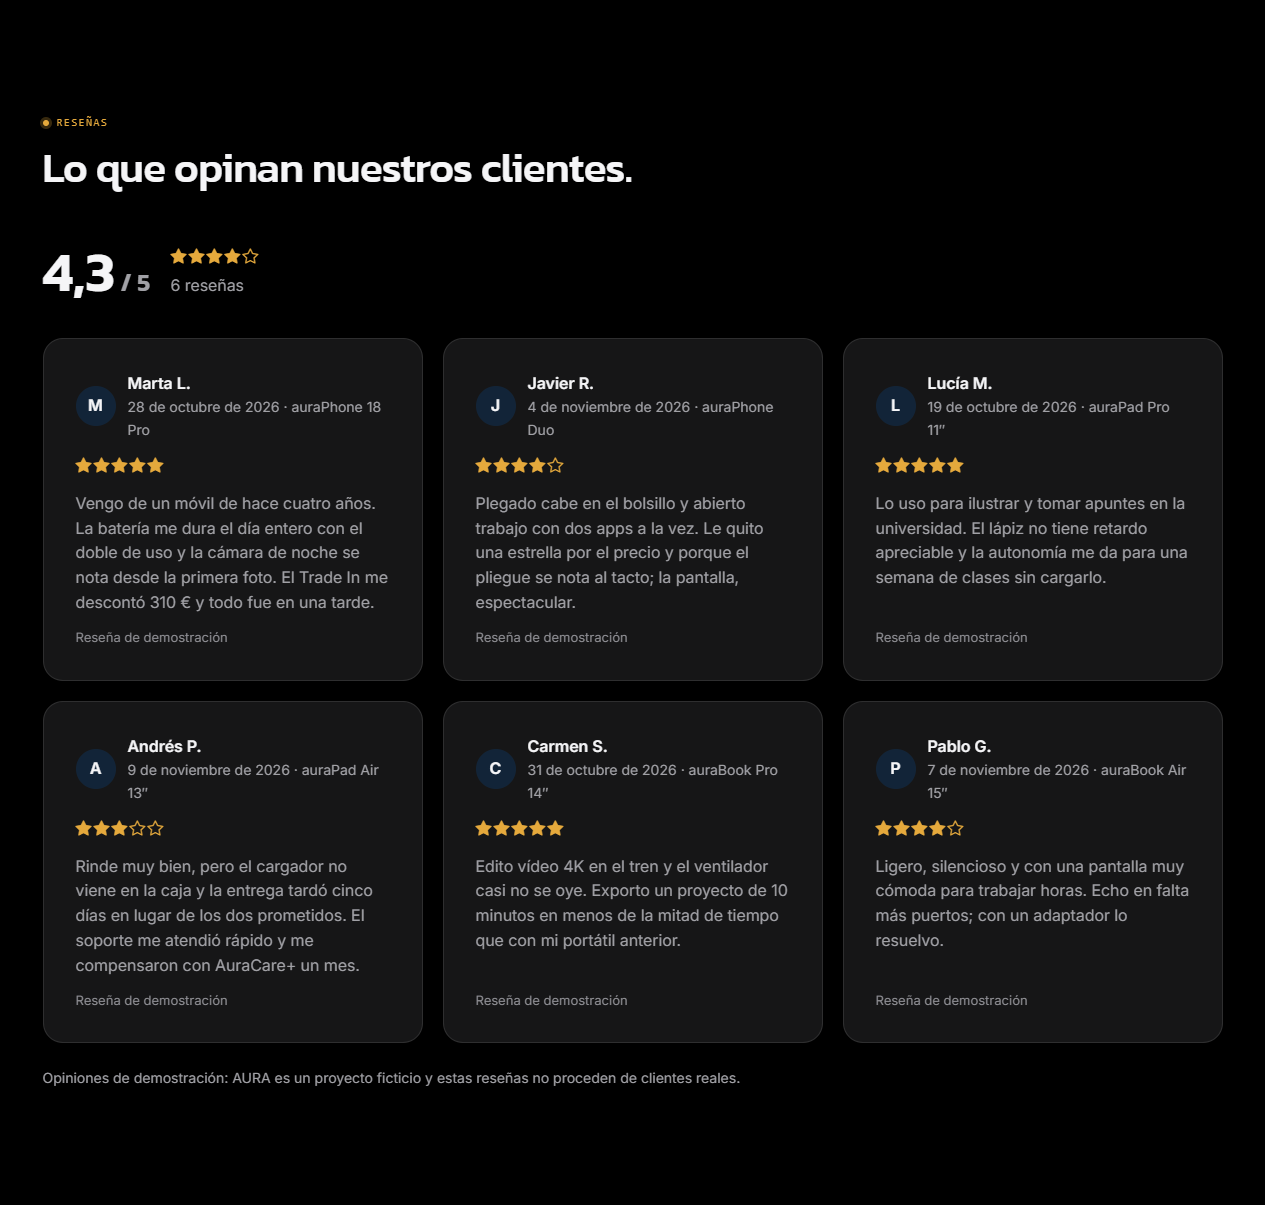 RESEÑAS
Lo que opinan nuestros clientes.
4,3 / 5
6 reseñas
M
Marta L.
28 de octubre de 2026 · auraPhone 18
Pro
Vengo de un móvil de hace cuatro años.
La batería me dura el día entero con el
doble de uso y la cámara de noche se
nota desde la primera foto. El Trade In me
descontó 310 € y todo fue en una tarde.
Reseña de demostración
J
Javier R.
4 de noviembre de 2026 · auraPhone
Duo
Plegado cabe en el bolsillo y abierto
trabajo con dos apps a la vez. Le quito
una estrella por el precio y porque el
pliegue se nota al tacto; la pantalla,
espectacular.
Reseña de demostración
L
Lucía M.
19 de octubre de 2026 · auraPad Pro
11″
Lo uso para ilustrar y tomar apuntes en la
universidad. El lápiz no tiene retardo
apreciable y la autonomía me da para una
semana de clases sin cargarlo.
Reseña de demostración
A
Andrés P.
9 de noviembre de 2026 · auraPad Air
13″
Rinde muy bien, pero el cargador no
viene en la caja y la entrega tardó cinco
días en lugar de los dos prometidos. El
soporte me atendió rápido y me
compensaron con AuraCare+ un mes.
Reseña de demostración
C
Carmen S.
31 de octubre de 2026 · auraBook Pro
14″
Edito vídeo 4K en el tren y el ventilador
casi no se oye. Exporto un proyecto de 10
minutos en menos de la mitad de tiempo
que con mi portátil anterior.
Reseña de demostración
P
Pablo G.
7 de noviembre de 2026 · auraBook Air
15″
Ligero, silencioso y con una pantalla muy
cómoda para trabajar horas. Echo en falta
más puertos; con un adaptador lo
resuelvo.
Reseña de demostración
Opiniones de demostración: AURA es un proyecto ficticio y estas reseñas no proceden de clientes reales.